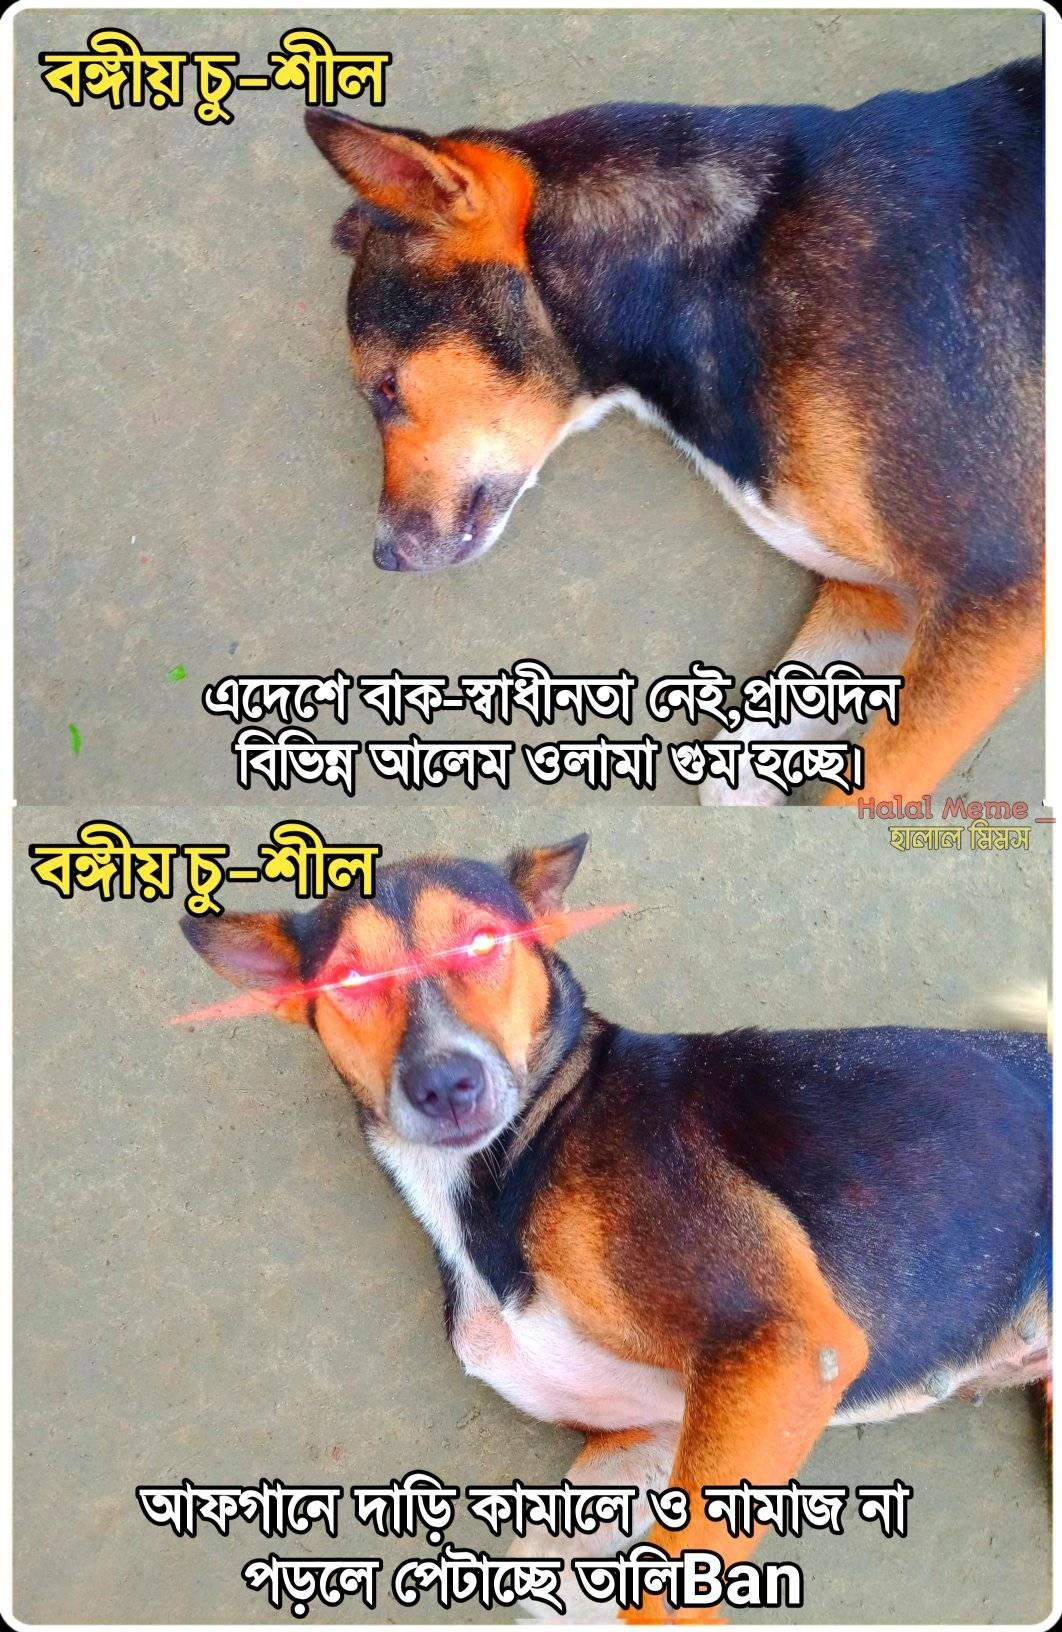 বঙ্গীয় চু-শীল
এদেশে বাক-স্বাধীনতা নেই,প্রতিদিন
বিভিন্ন আলেম ওলামা গুম হচ্ছে।
Halal Meme _
হালাল মিমস
বঙ্গীয় চু-শীল
আফগানে দাড়ি কামালে ও নামাজ না
পড়লে পেটাচ্ছে তালিBan